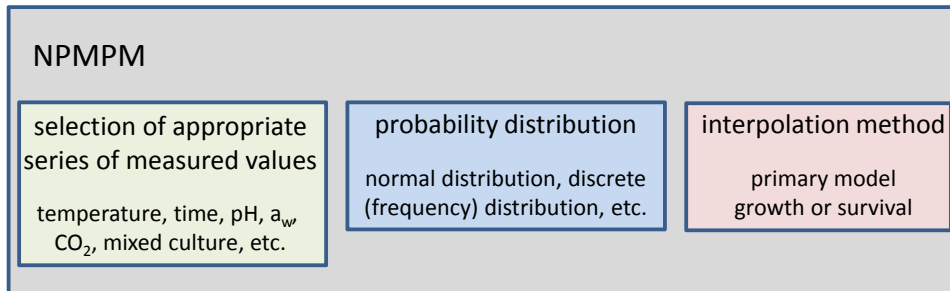 NPMPM
selection of appropriate
series of measured values
temperature, time, pH, a_w,
CO₂, mixed culture, etc.
probability distribution
normal distribution, discrete
(frequency) distribution, etc.
interpolation method
primary model
growth or survival